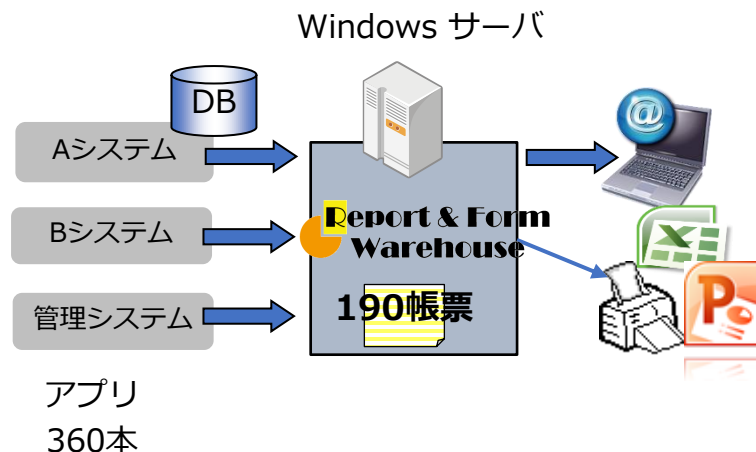 Windows サーバ
DB
Aシステム
Bシステム
管理システム
Report & Form
Warehouse
190帳票
@
X
P
アプリ
360本